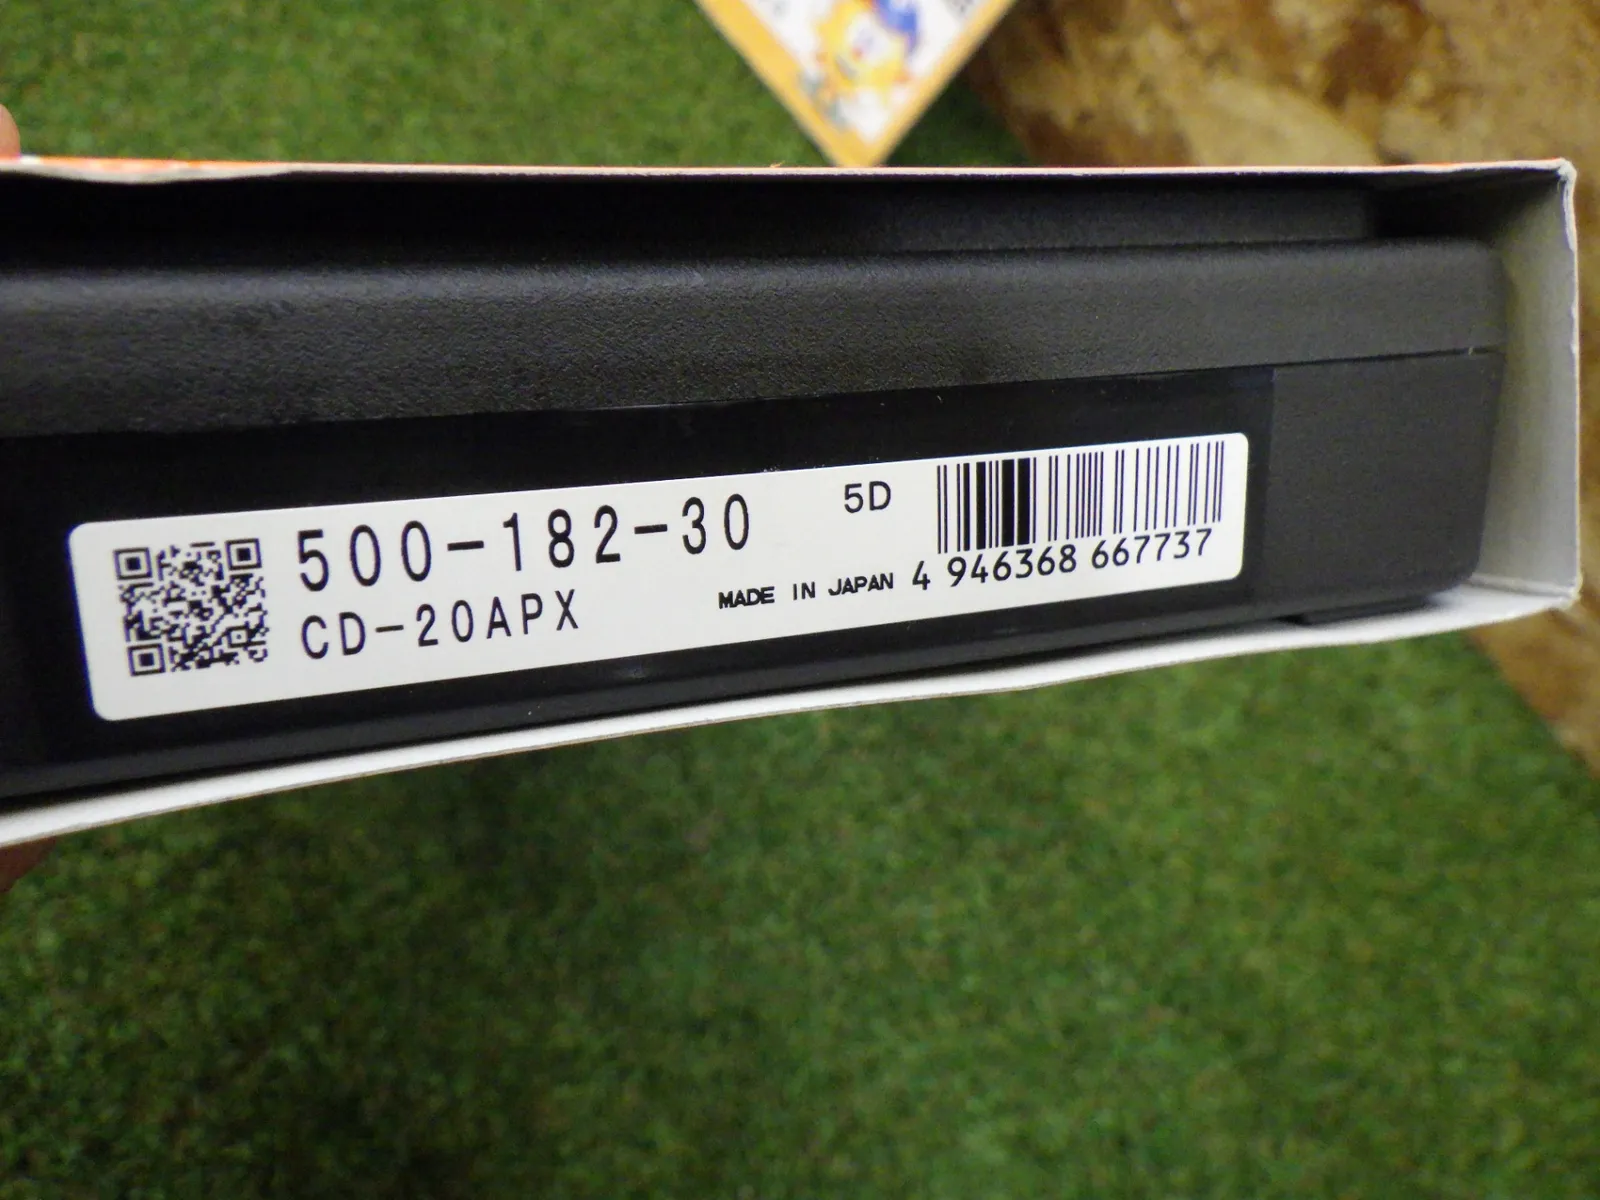 500-182-30
5D
CD-20APX
MADE IN JAPAN
4 946368 667737